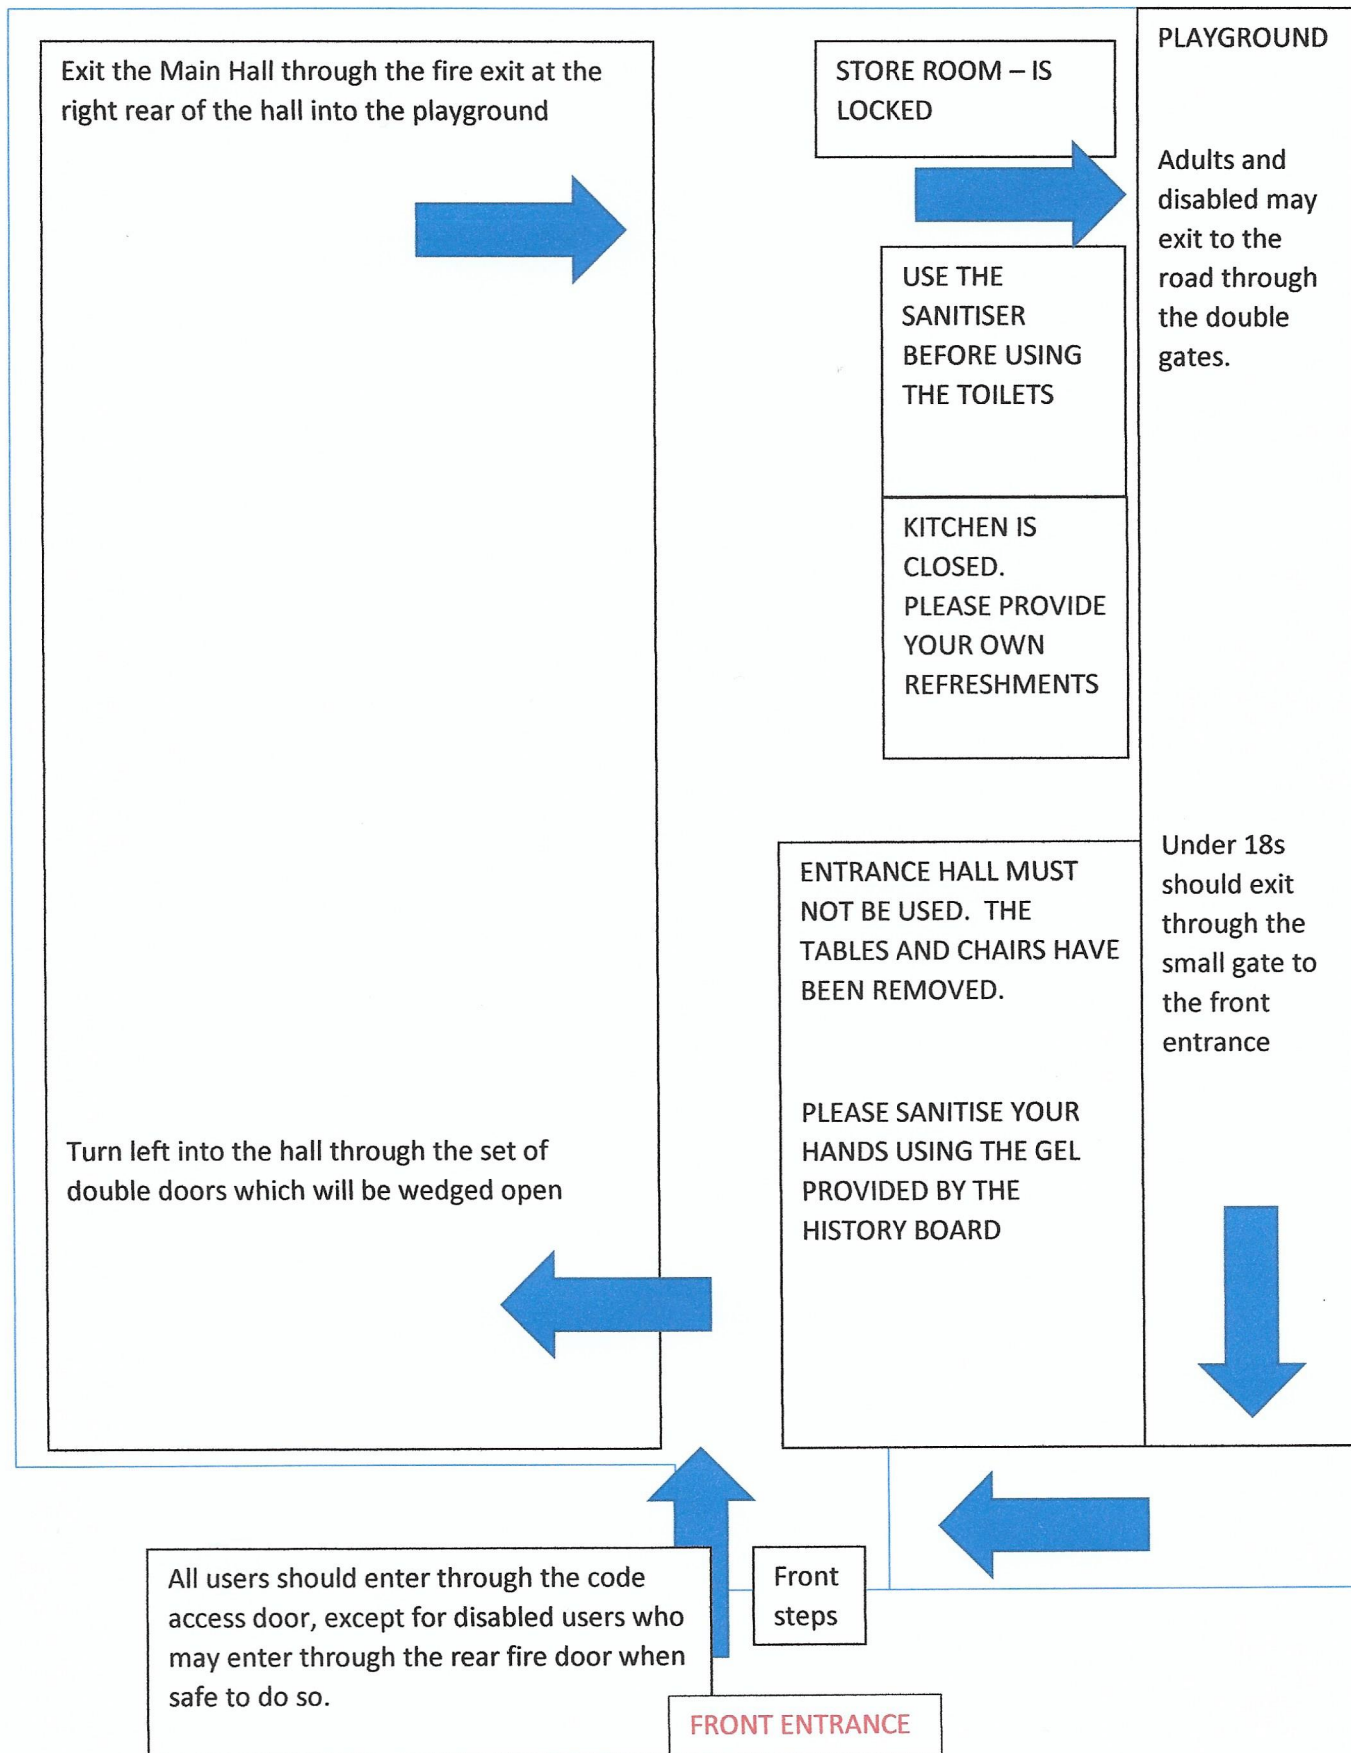 Exit the Main Hall through the fire exit at the
right rear of the hall into the playground
STORE ROOM – IS
LOCKED
PLAYGROUND
Adults and
disabled may
exit to the
road through
the double
gates.
USE THE
SANITISER
BEFORE USING
THE TOILETS
KITCHEN IS
CLOSED.
PLEASE PROVIDE
YOUR OWN
REFRESHMENTS
Under 18s
should exit
through the
small gate to
the front
entrance
ENTRANCE HALL MUST
NOT BE USED.  THE
TABLES AND CHAIRS HAVE
BEEN REMOVED.
PLEASE SANITISE YOUR
HANDS USING THE GEL
PROVIDED BY THE
HISTORY BOARD
Turn left into the hall through the set of
double doors which will be wedged open
All users should enter through the code
access door, except for disabled users who
may enter through the rear fire door when
safe to do so.
Front
steps
FRONT ENTRANCE